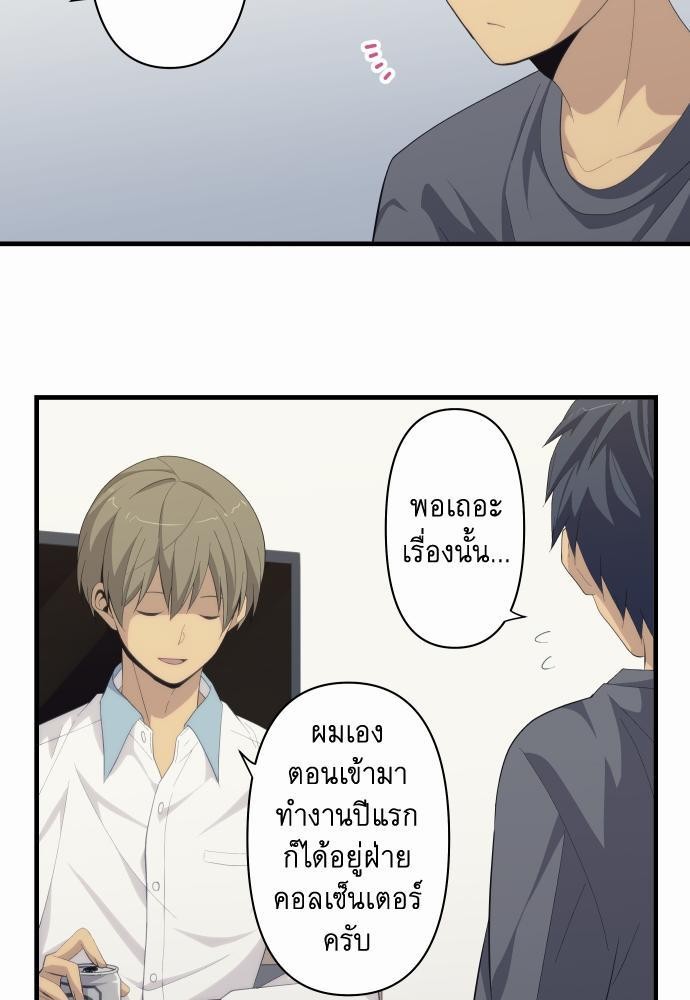 พอเถอะ
เรื่องนั้น...
ผมเอง
ตอนเข้ามา
ทำงานปีแรก
ก็ได้อยู่ฝ่าย
คอลเซ็นเตอร์
ครับ